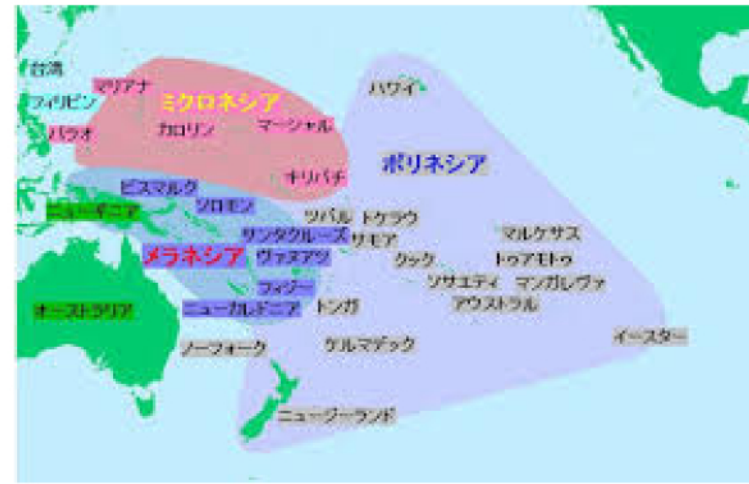 台湾
ハワイ
マリアナ
フィリピン
ミクロネシア
パラオ
カロリン
マーシャル
ポリネシア
キリバチ
ビスマルク
ニューギニア
ソロモン
ツバル
トケラウ
サンタクルーズ
サモア
マルケサス
メラネシア
ヴァヌアツ
クック
トゥアモトゥ
ソサエティ
マンガレヴァ
フィジー
オーストラリア
ニューカレドニア
トンガ
アウストラル
イースター
ノーフォーク
ケルマデック
ニュージーランド